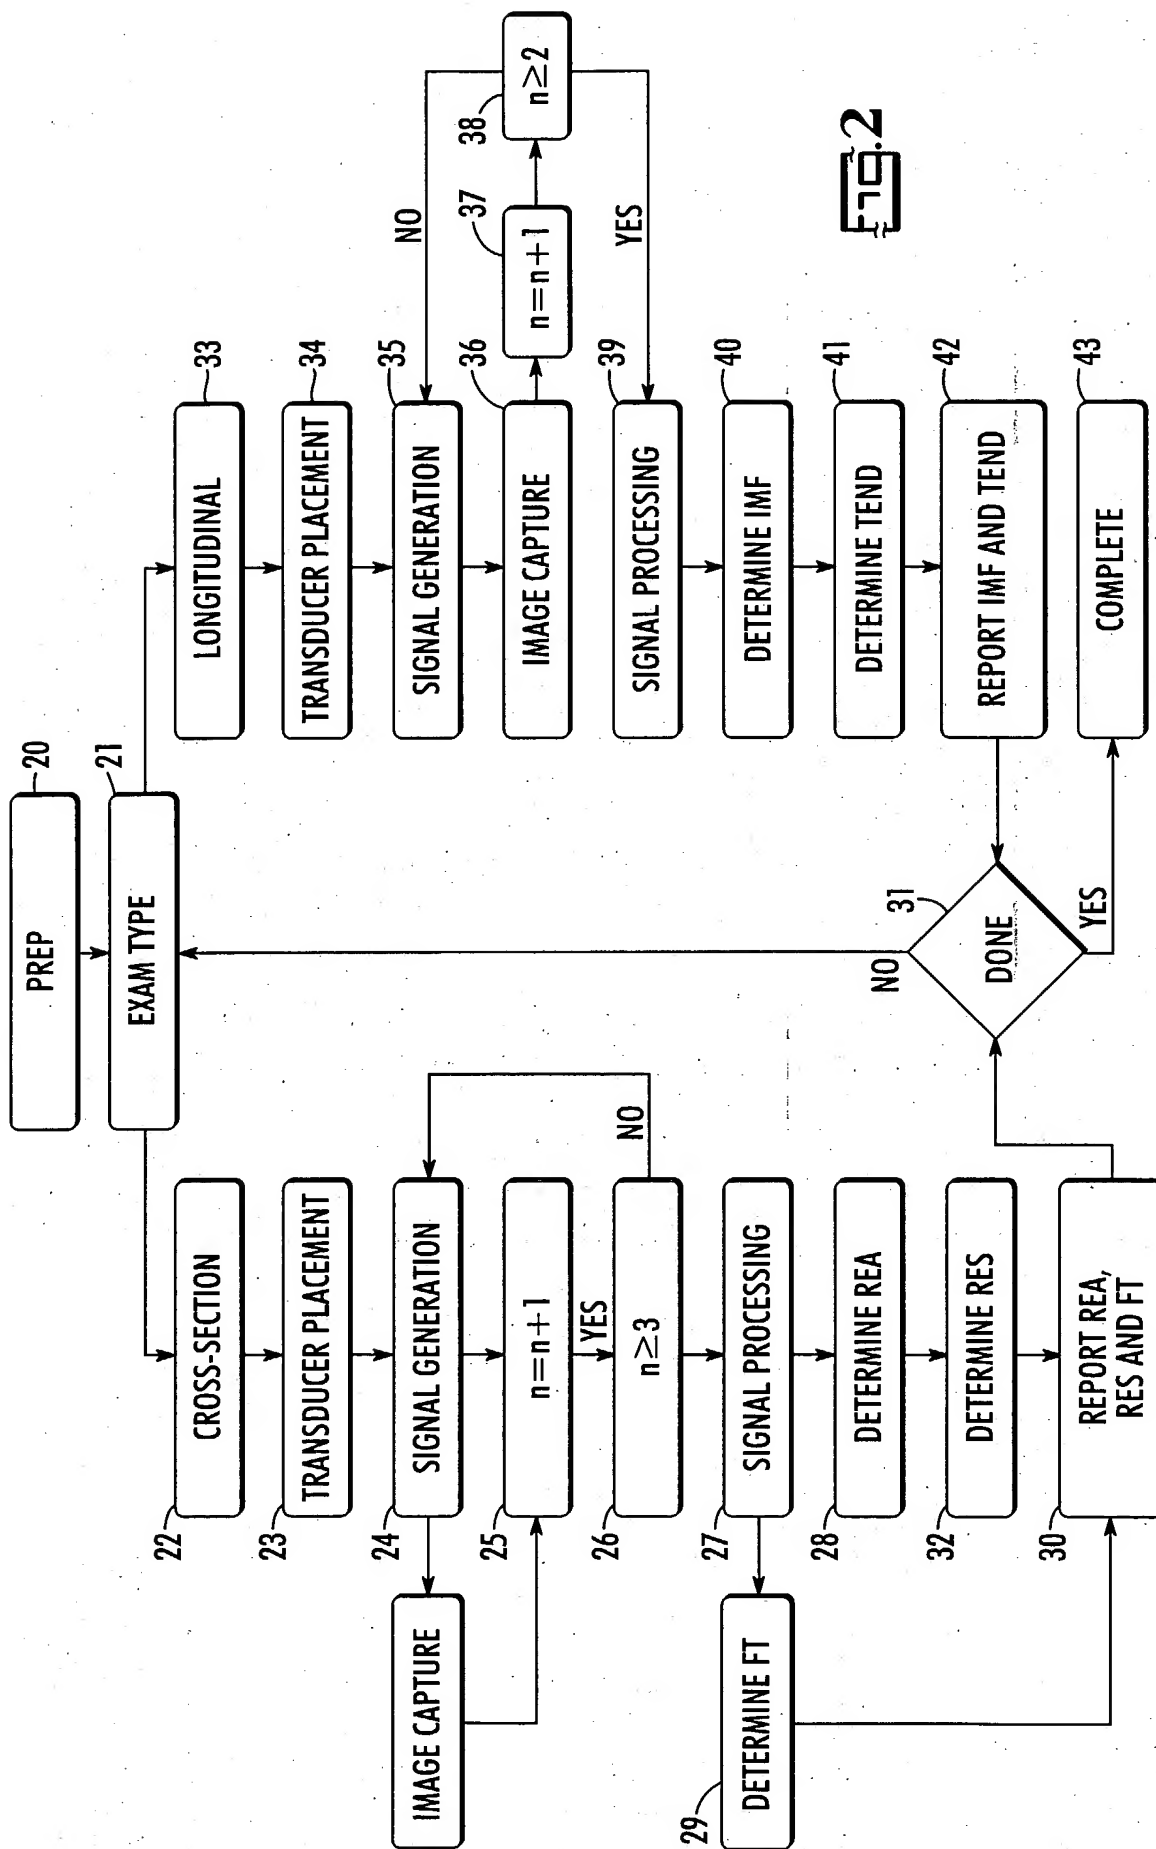 PREP
20
EXAM TYPE
21
CROSS-SECTION
22
TRANSDUCER PLACEMENT
23
SIGNAL GENERATION
24
IMAGE CAPTURE
n=n+1
25
YES
n≥3
26
NO
SIGNAL PROCESSING
27
DETERMINE FT
29
DETERMINE REA
28
DETERMINE RES
32
REPORT REA,
RES AND FT
30
DONE
31
NO
YES
LONGITUDINAL
33
TRANSDUCER PLACEMENT
34
SIGNAL GENERATION
35
IMAGE CAPTURE
36
n=n+1
37
n≥2
38
NO
YES
SIGNAL PROCESSING
39
DETERMINE IMF
40
DETERMINE TEND
41
REPORT IMF AND TEND
42
COMPLETE
43
Fig.2